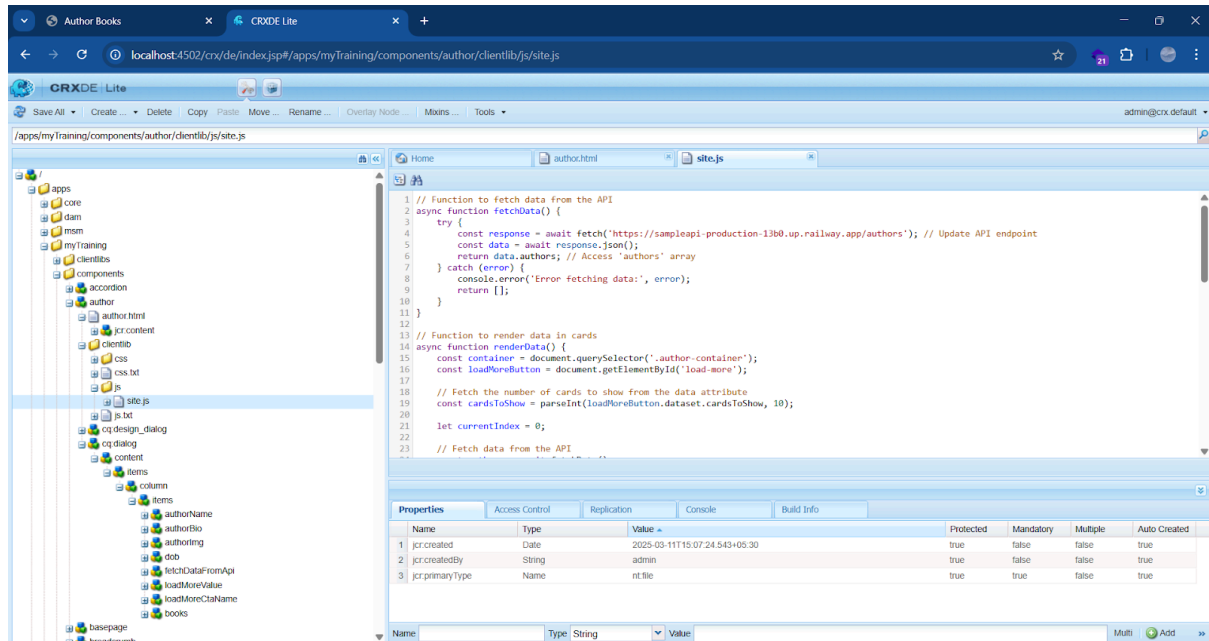 Author Books
CRXDE Lite
localhost:4502/crx/de/index.jsp#/apps/myTraining/components/author/clientlib/js/site.js
21
CRXDE Lite
Save All Create ... Delete Copy Paste Move ... Rename ... Overlay Node ... Mixins ... Tools
admin@crx.default
/apps/myTraining/components/author/clientlib/js/site.js
/
apps
core
dam
msm
myTraining
clientlibs
components
accordion
author
author.html
jcr:content
clientlib
css
css.txt
js
site.js
js.txt
cq:design_dialog
cq:dialog
content
items
column
items
authorName
authorBio
authorImg
dob
fetchDataFromApi
loadMoreValue
loadMoreCtaName
books
basepage
breadcrumb
Home author.html site.js
1 // Function to fetch data from the API
2 async function fetchData() {
3 try {
4 const response = await fetch('https://sampleapi-production-13b0.up.railway.app/authors'); // Update API endpoint
5 const data = await response.json();
6 return data.authors; // Access 'authors' array
7 } catch (error) {
8 console.error('Error fetching data:', error);
9 return [];
10 }
11 }
12
13 // Function to render data in cards
14 async function renderData() {
15 const container = document.querySelector('.author-container');
16 const loadMoreButton = document.getElementById('load-more');
17
18 // Fetch the number of cards to show from the data attribute
19 const cardsToShow = parseInt(loadMoreButton.dataset.cardsToShow, 10);
20
21 let currentIndex = 0;
22
23 // Fetch data from the API
Properties Access Control Replication Console Build Info
Name Type Value Protected Mandatory Multiple Auto Created
1 jcr:created Date 2025-03-11T15:07:24.543+05:30 true false false true
2 jcr:createdBy String admin true false false true
3 jcr:primaryType Name nt:file true true false true
Name Type String Value Multi Add »